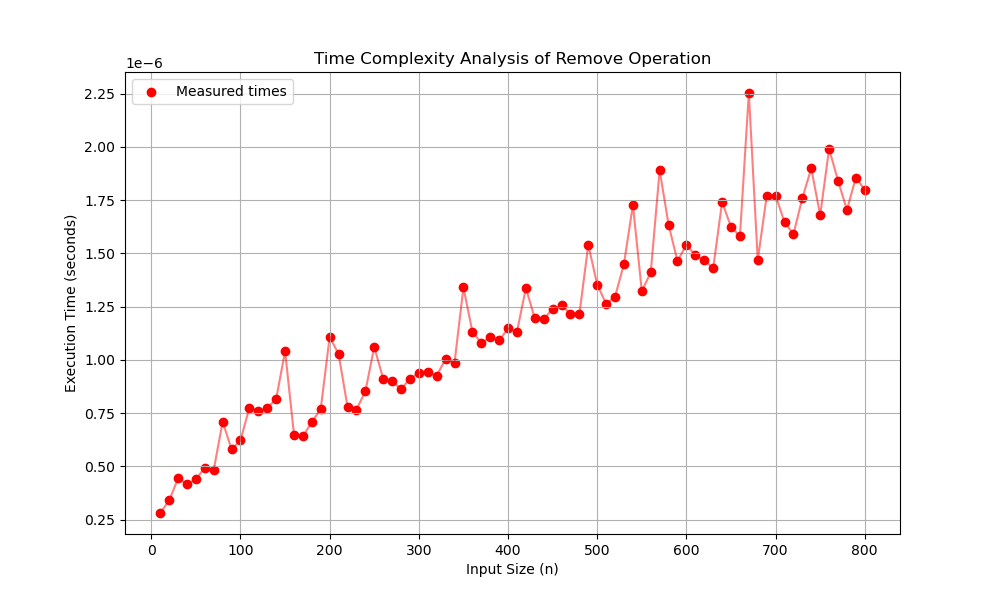 Time Complexity Analysis of Remove Operation
1e−6
Measured times
2.25
2.00
1.75
1.50
1.25
1.00
0.75
0.50
0.25
Execution Time (seconds)
0 100 200 300 400 500 600 700 800
Input Size (n)